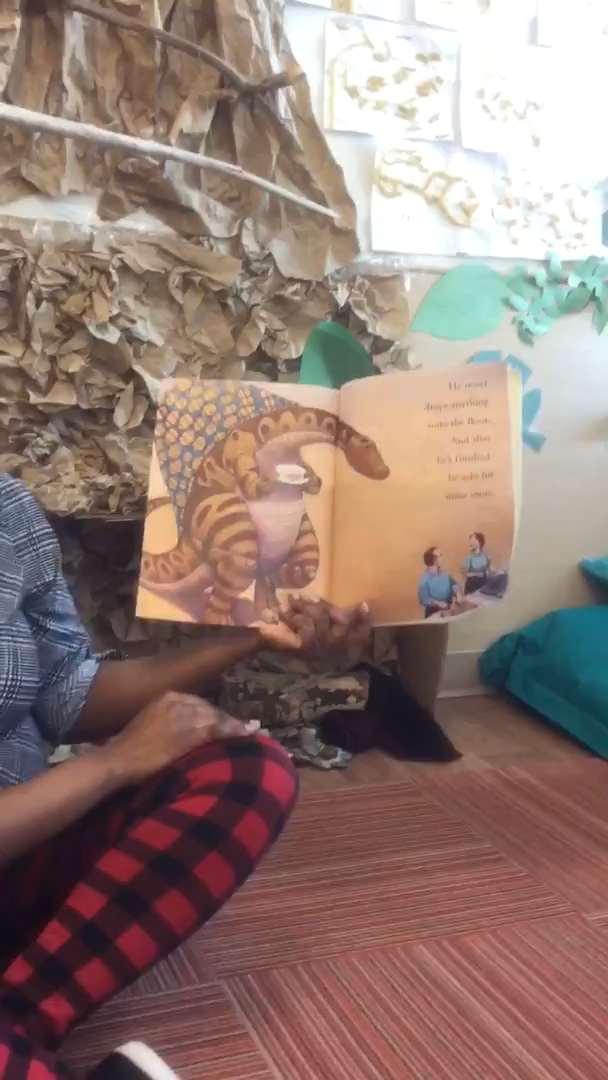 He never
drops anything
onto the floor.
And after
he's finished,
he asks for
some more.